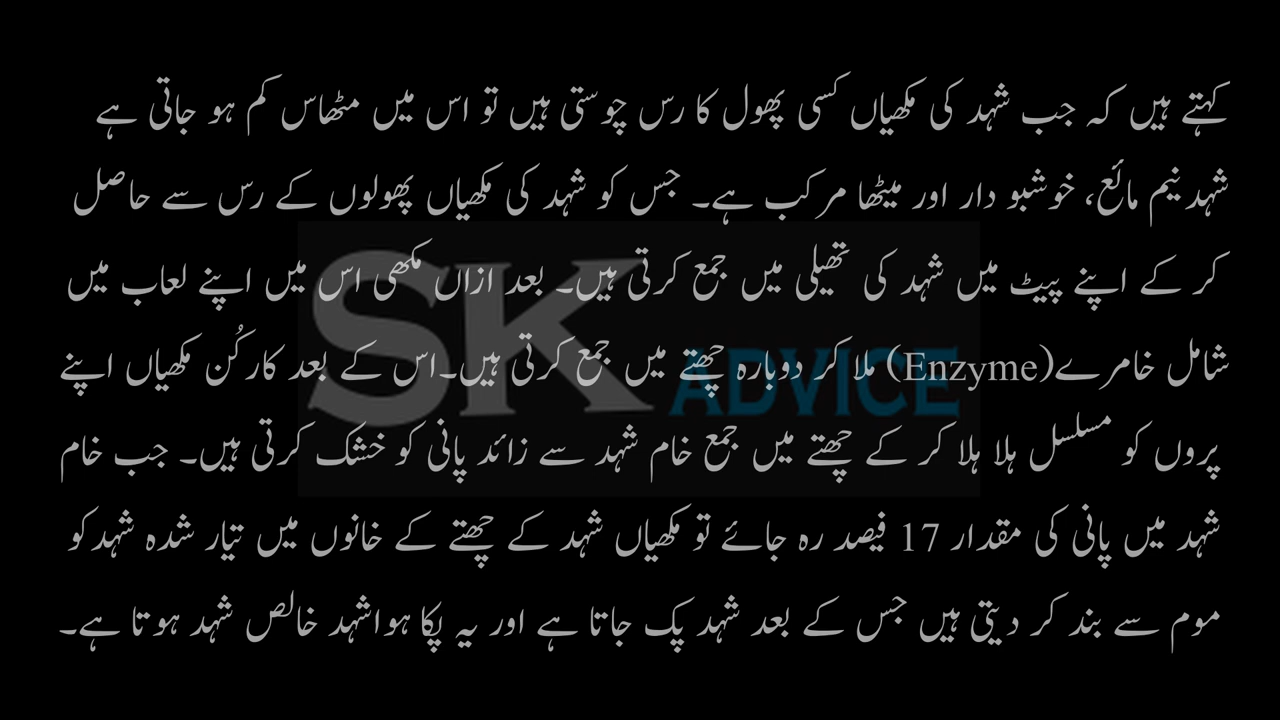 کہتے ہیں کہ جب شہد کی مکھیاں کسی پھول کا رس چوستی ہیں تو اس میں مٹھاس کم ہو جاتی ہے
شہد نیم مائع، خوشبو دار اور میٹھا مرکب ہے۔ جس کو شہد کی مکھیاں پھولوں کے رس سے حاصل
کر کے اپنے پیٹ میں شہد کی تھیلی میں جمع کرتی ہیں۔ بعد ازاں مکھی اس میں اپنے لعاب میں
شامل خامرے(Enzyme) ملا کر دوبارہ چھتے میں جمع کرتی ہیں۔اس کے بعد کارکُن مکھیاں اپنے
پروں کو مسلسل ہلا ہلا کر کے چھتے میں جمع خام شہد سے زائد پانی کو خشک کرتی ہیں۔ جب خام
شہد میں پانی کی مقدار 17 فیصد رہ جائے تو مکھیاں شہد کے چھتے کے خانوں میں تیار شدہ شہد کو
موم سے بند کر دیتی ہیں جس کے بعد شہد پک جاتا ہے اور یہ پکا ہوا شہد خالص شہد ہوتا ہے۔
SK ADVICE